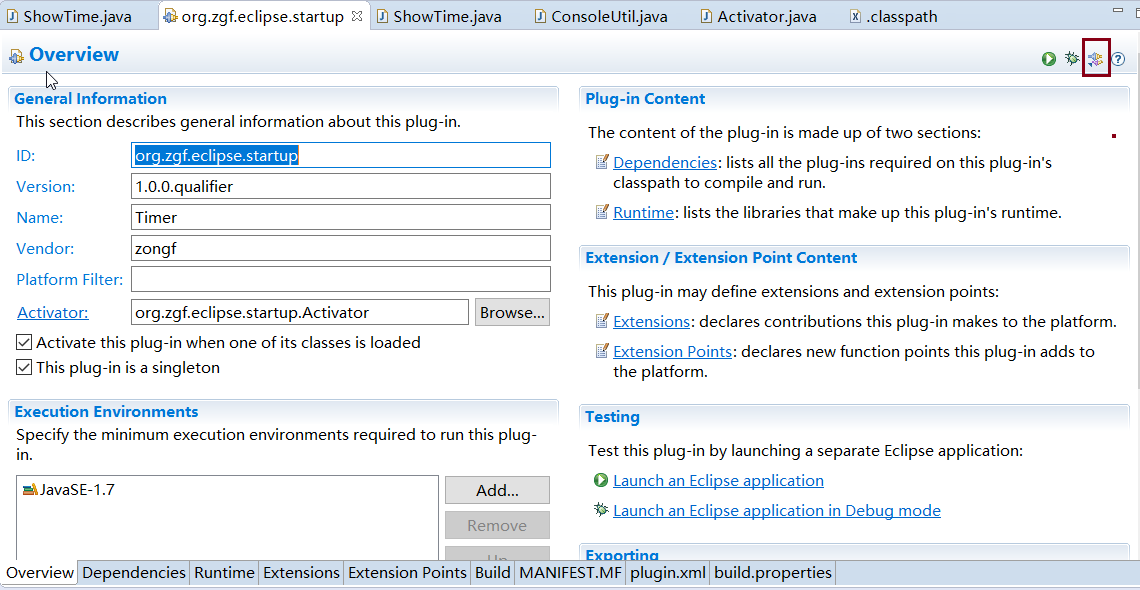 ShowTime.java
org.zgf.eclipse.startup
ShowTime.java
ConsoleUtil.java
Activator.java
.classpath
Overview
General Information
This section describes general information about this plug-in.
ID: org.zgf.eclipse.startup
Version: 1.0.0.qualifier
Name: Timer
Vendor: zongf
Platform Filter:
Activator: org.zgf.eclipse.startup.Activator Browse...
Activate this plug-in when one of its classes is loaded
This plug-in is a singleton
Execution Environments
Specify the minimum execution environments required to run this plug-
in.
JavaSE-1.7
Add...
Remove
Up
Plug-in Content
The content of the plug-in is made up of two sections:
Dependencies: lists all the plug-ins required on this plug-in's
classpath to compile and run.
Runtime: lists the libraries that make up this plug-in's runtime.
Extension / Extension Point Content
This plug-in may define extensions and extension points:
Extensions: declares contributions this plug-in makes to the platform.
Extension Points: declares new function points this plug-in adds to
the platform.
Testing
Test this plug-in by launching a separate Eclipse application:
Launch an Eclipse application
Launch an Eclipse application in Debug mode
Exporting
Overview Dependencies Runtime Extensions Extension Points Build MANIFEST.MF plugin.xml build.properties